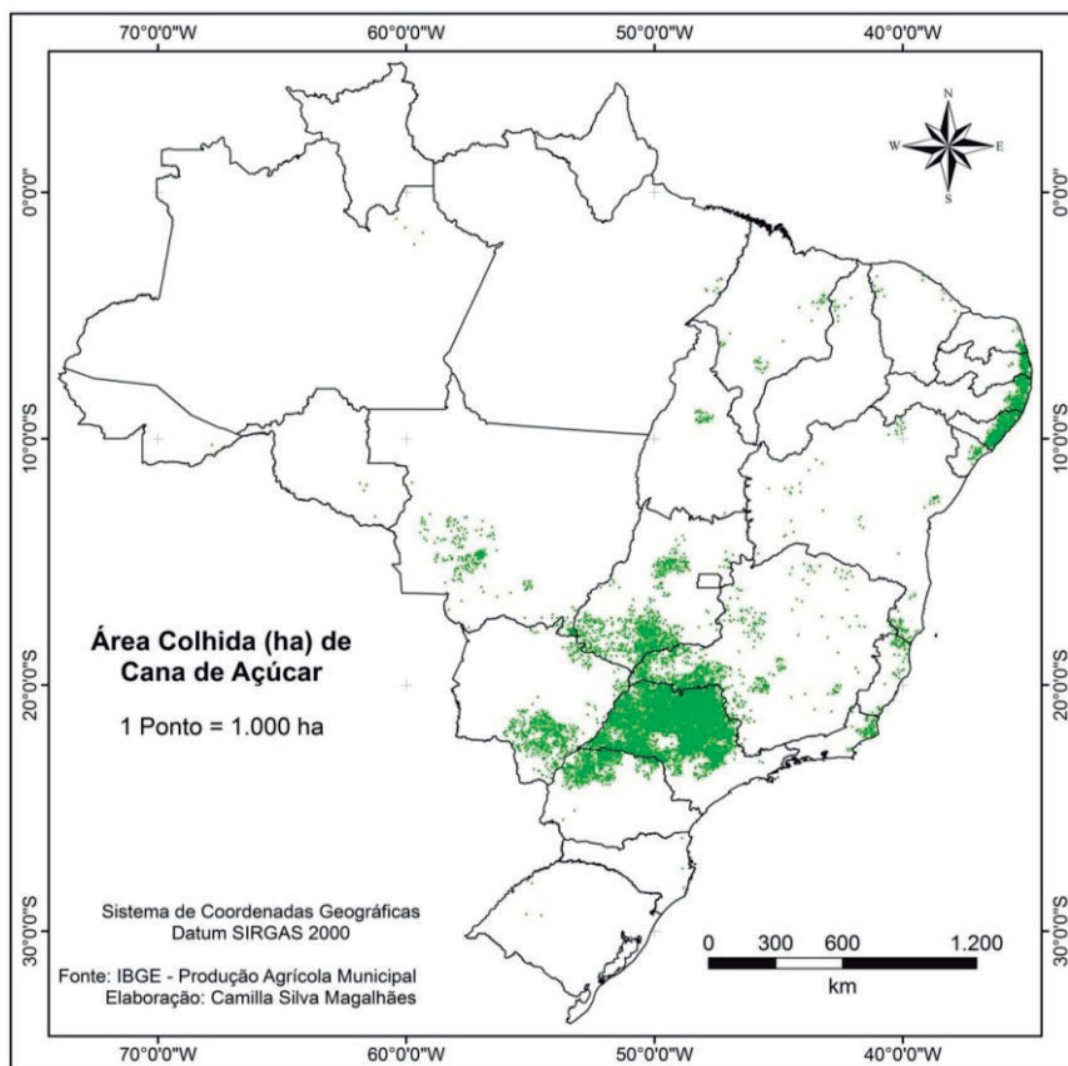 70°0'0"W 60°0'0"W 50°0'0"W 40°0'0"W
N
W E
S
0°0'0" 0°0'0"
10°0'0"S 10°0'0"S
Área Colhida (ha) de
Cana de Açúcar
1 Ponto = 1.000 ha
20°0'0"S 20°0'0"S
Sistema de Coordenadas Geográficas
Datum SIRGAS 2000
Fonte: IBGE - Produção Agrícola Municipal
Elaboração: Camilla Silva Magalhães
30°0'0"S 30°0'0"S
0 300 600 1.200
km
70°0'0"W 60°0'0"W 50°0'0"W 40°0'0"W